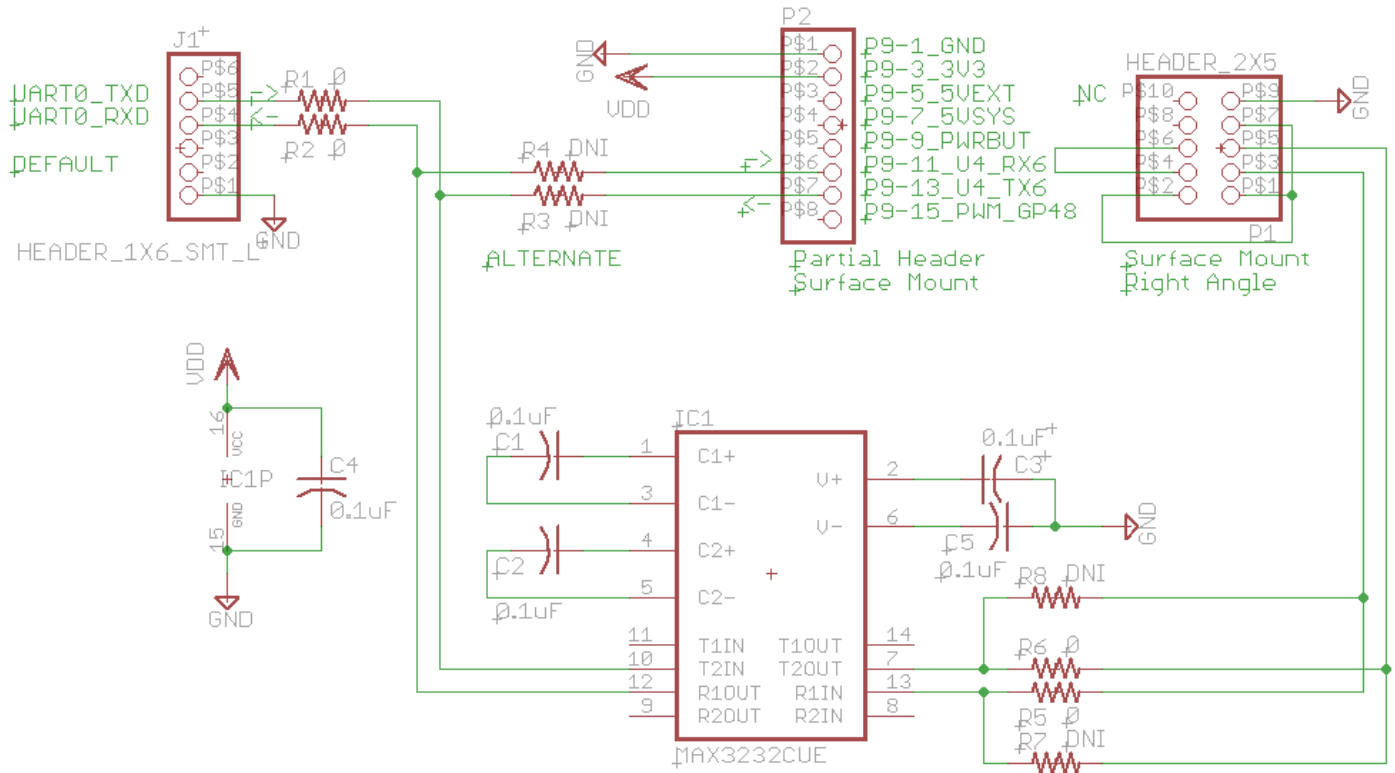 J1
P$6
P$5
P$4
P$3
P$2
P$1
UART0_TXD
UART0_RXD
DEFAULT
HEADER_1X6_SMT_L
GND
R1 0
R2 0
->
<-
R4 DNI
R3 DNI
ALTERNATE
GND
VDD
P2
P$1
P$2
P$3
P$4
P$5
P$6
P$7
P$8
->
<-
P9-1_GND
P9-3_3V3
P9-5_5VEXT
P9-7_5VSYS
P9-9_PWRBUT
P9-11_U4_RX6
P9-13_U4_TX6
P9-15_PWM_GP48
Partial Header
Surface Mount
HEADER_2X5
NC
P$10 P$9
P$8 P$7
P$6 P$5
P$4 P$3
P$2 P$1
P1
GND
Surface Mount
Right Angle
VDD
16
VCC
IC1P
GND
15
GND
C4
0.1uF
0.1uF
C1
C2
0.1uF
IC1
1 C1+
3 C1-
4 C2+
5 C2-
11 T1IN T1OUT 14
10 T2IN T2OUT 7
12 R1OUT R1IN 13
9 R2OUT R2IN 8
V+ 2
V- 6
MAX3232CUE
0.1uF
C3
C5
0.1uF
GND
R8 DNI
R6 0
R5 0
R7 DNI